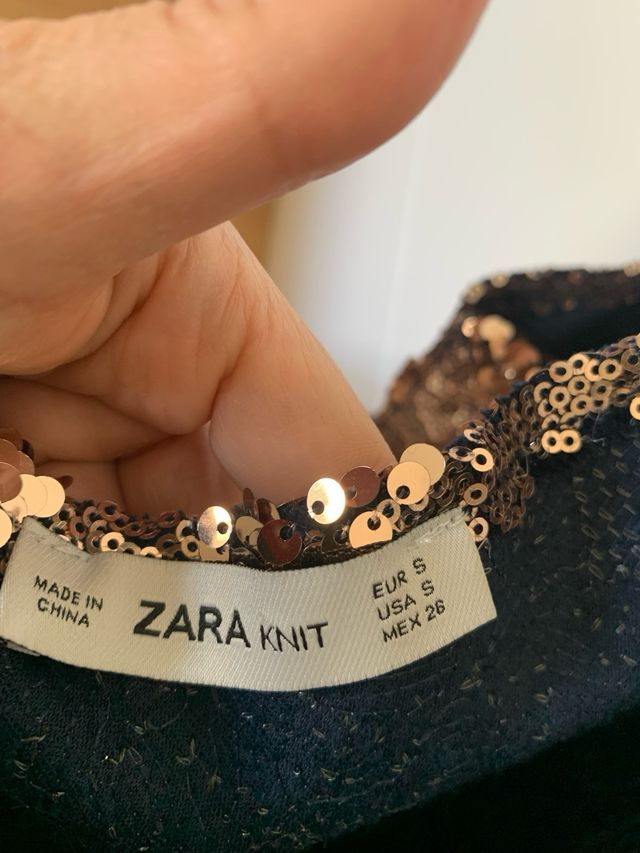 MADE IN
CHINA
ZARA KNIT
EUR S
USA S
MEX 26